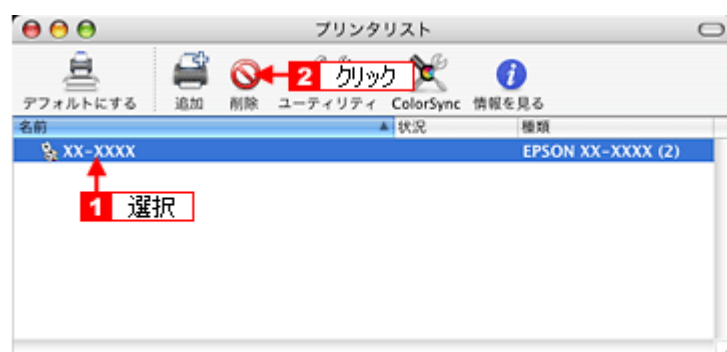 プリンタリスト
2 クリック
デフォルトにする 追加 削除 ユーティリティ ColorSync 情報を見る
名前 状況 種類
XX-XXXX EPSON XX-XXXX (2)
1 選択